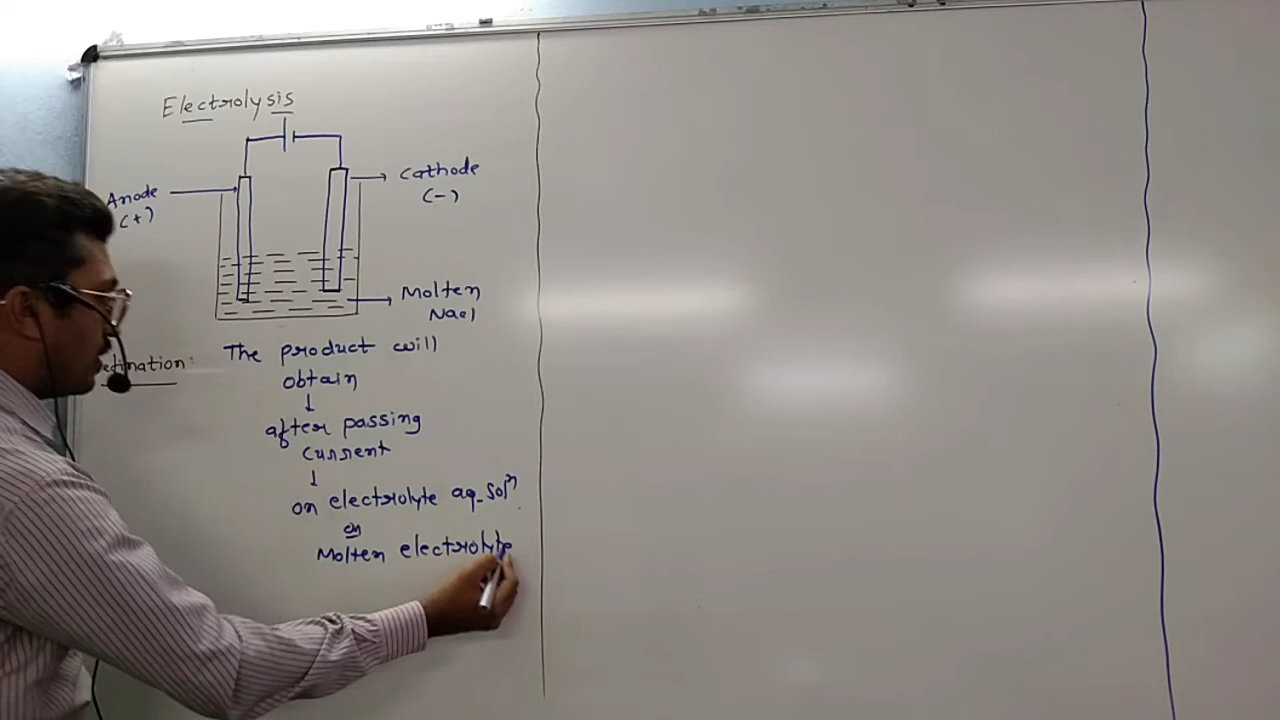 Electrolysis
Anode
(+)
Cathode
(-)
Molten
NaCl
The product will
obtain
↓
after passing
current
↓
on electrolyte aq. Solⁿ.
or
Molten electrolyte